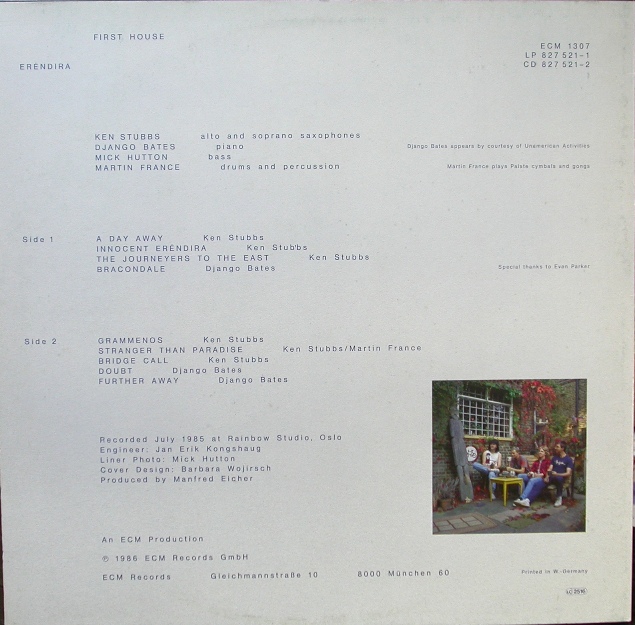 FIRST HOUSE
ERÉNDIRA
ECM 1307
LP 827 521-1
CD 827 521-2
KEN STUBBS alto and soprano saxophones
DJANGO BATES piano
MICK HUTTON bass
MARTIN FRANCE drums and percussion
Django Bates appears by courtesy of Unamerican Activities
Martin France plays Paiste cymbals and gongs
Side 1
A DAY AWAY Ken Stubbs
INNOCENT ERÉNDIRA Ken Stubbs
THE JOURNEYERS TO THE EAST Ken Stubbs
BRACONDALE Django Bates
Special thanks to Evan Parker
Side 2
GRAMMENOS Ken Stubbs
STRANGER THAN PARADISE Ken Stubbs/Martin France
BRIDGE CALL Ken Stubbs
DOUBT Django Bates
FURTHER AWAY Django Bates
Recorded July 1985 at Rainbow Studio, Oslo
Engineer: Jan Erik Kongshaug
Liner Photo: Mick Hutton
Cover Design: Barbara Wojirsch
Produced by Manfred Eicher
An ECM Production
℗ 1986 ECM Records GmbH
ECM Records Gleichmannstraße 10 8000 München 60
Printed in W.-Germany